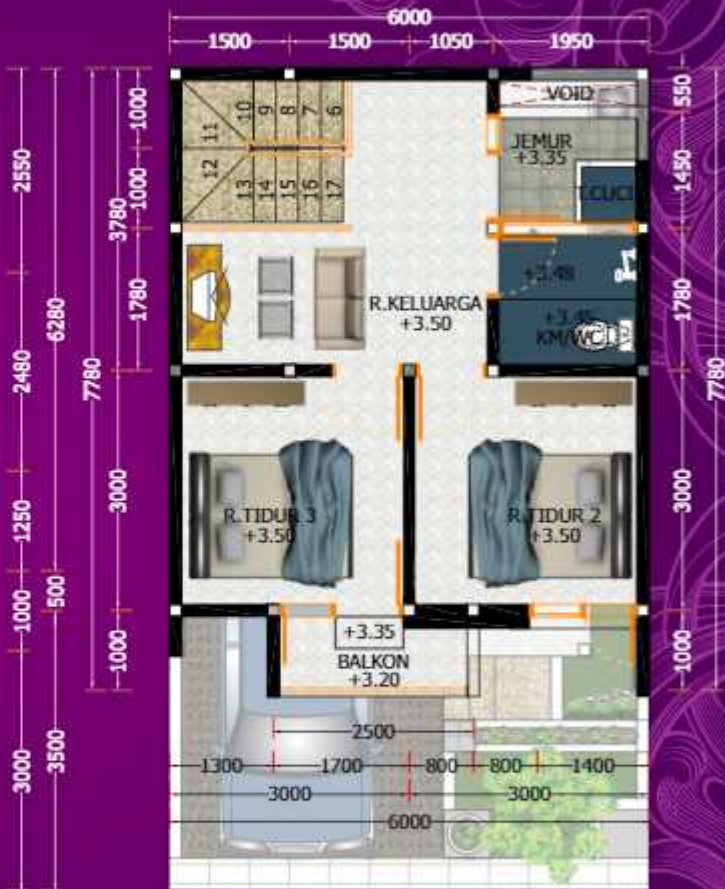 6000
1500 1500 1050 1950
VOID
JEMUR
+3.35
T.CUCI
10 9 8 7 6
11
12
13 14 15 16 17
+3.48
+3.45
KM/WC
R.KELUARGA
+3.50
R.TIDUR 3
+3.50
R.TIDUR 2
+3.50
+3.35
BALKON
+3.20
2500
1300 1700 800 800 1400
3000 3000
6000
2550
2480
1250
1000
3000
6280
500
3500
7780
3780
1000
1000
1780
3000
1000
550
1450
1780
3000
1000
7780